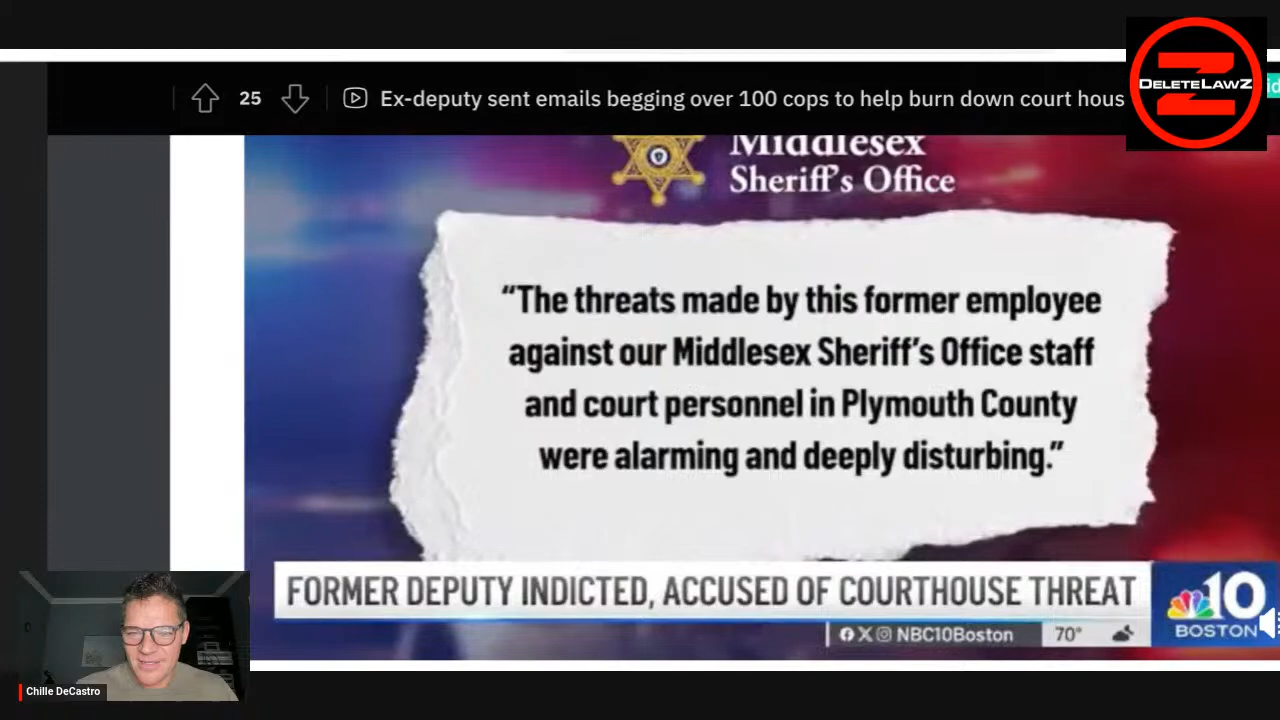 DELETELAWZ
25
Ex-deputy sent emails begging over 100 cops to help burn down court hous
Middlesex
Sheriff's Office
“The threats made by this former employee
against our Middlesex Sheriff’s Office staff
and court personnel in Plymouth County
were alarming and deeply disturbing.”
FORMER DEPUTY INDICTED, ACCUSED OF COURTHOUSE THREAT
10
BOSTON
NBC10Boston
70°
Chille DeCastro